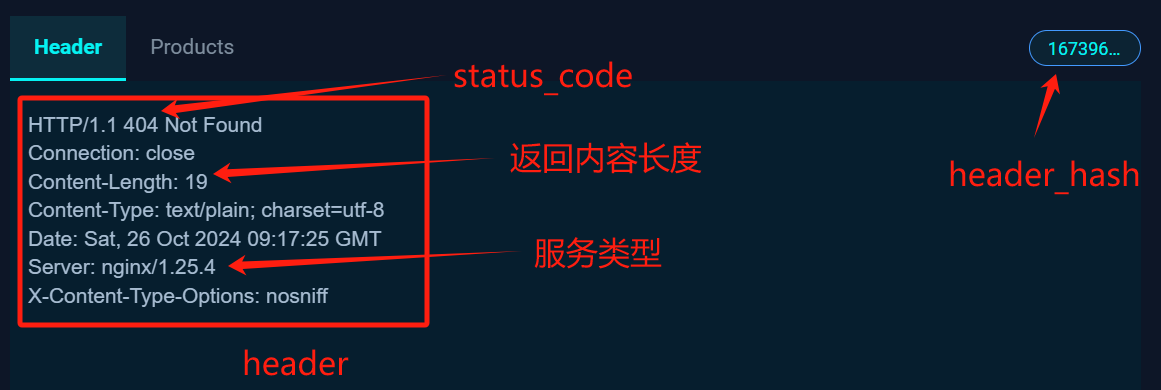 Header Products 167396...
status_code
HTTP/1.1 404 Not Found
Connection: close
返回内容长度
Content-Length: 19
header_hash
Content-Type: text/plain; charset=utf-8
Date: Sat, 26 Oct 2024 09:17:25 GMT
服务类型
Server: nginx/1.25.4
X-Content-Type-Options: nosniff
header